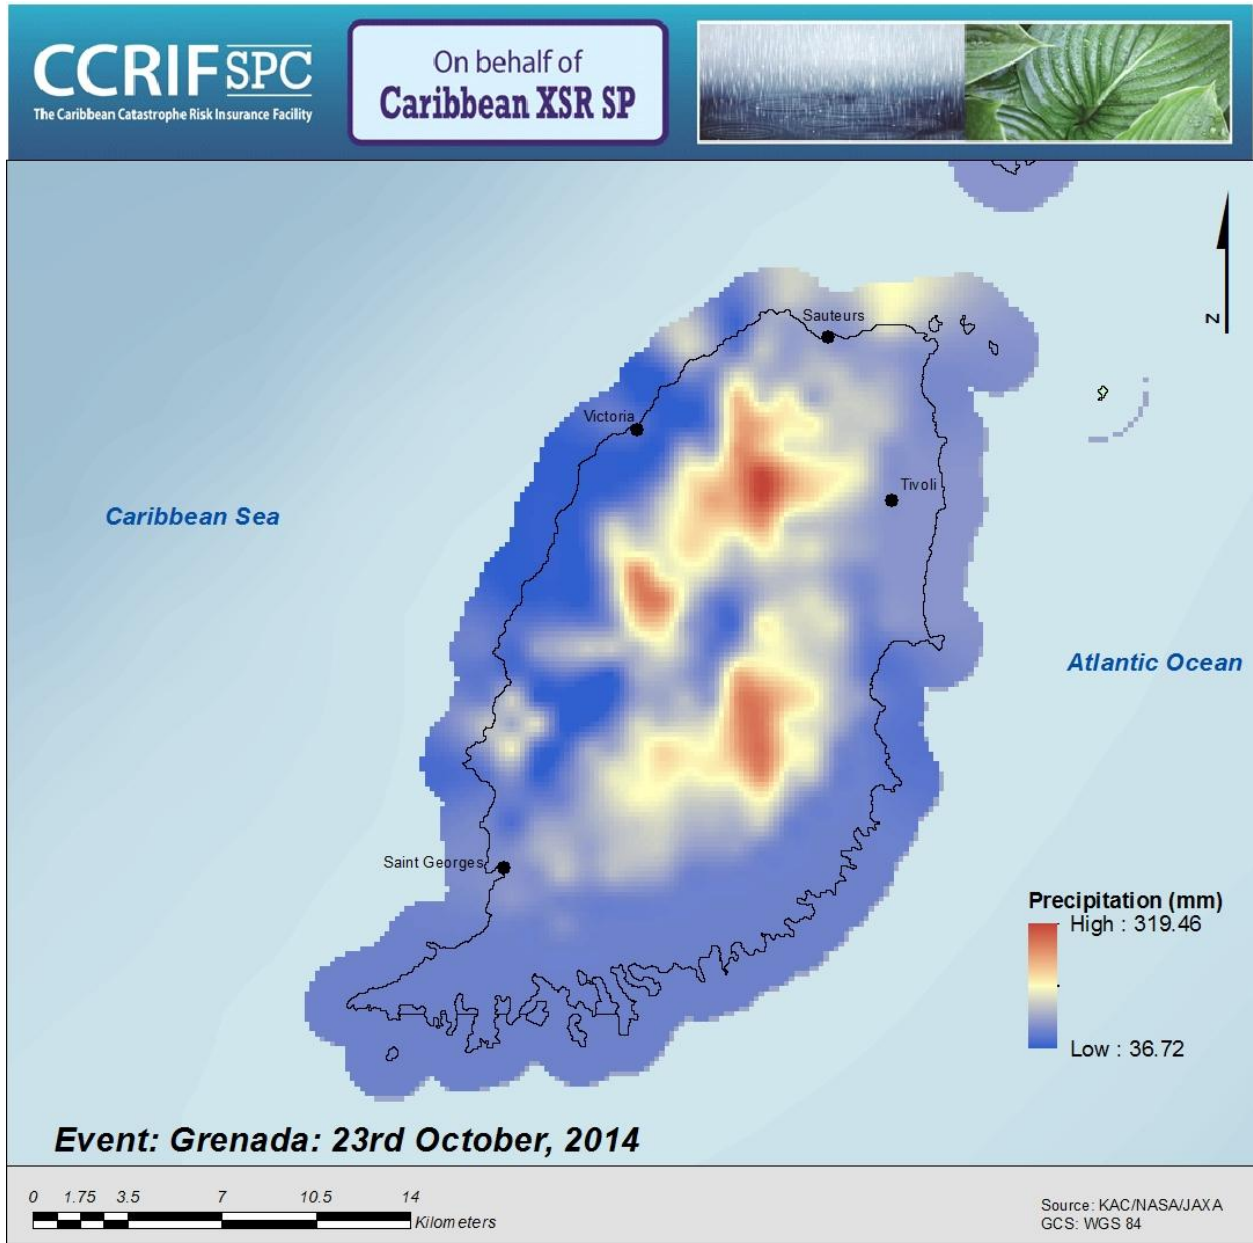 CCRIF SPC
The Caribbean Catastrophe Risk Insurance Facility
On behalf of
Caribbean XSR SP
N
Sauteurs
Victoria
Tivoli
Caribbean Sea
Atlantic Ocean
Saint Georges
Precipitation (mm)
High : 319.46
Low : 36.72
Event: Grenada: 23rd October, 2014
0 1.75 3.5 7 10.5 14
Kilometers
Source: KAC/NASA/JAXA
GCS: WGS 84